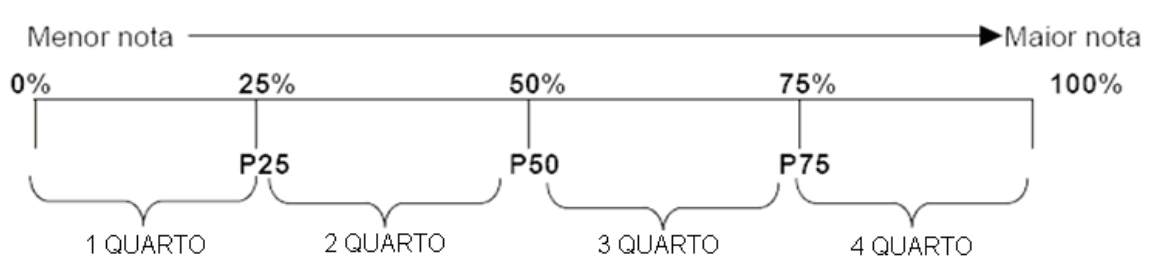 Menor nota Maior nota
0% 25% 50% 75% 100%
P25 P50 P75
1 QUARTO 2 QUARTO 3 QUARTO 4 QUARTO